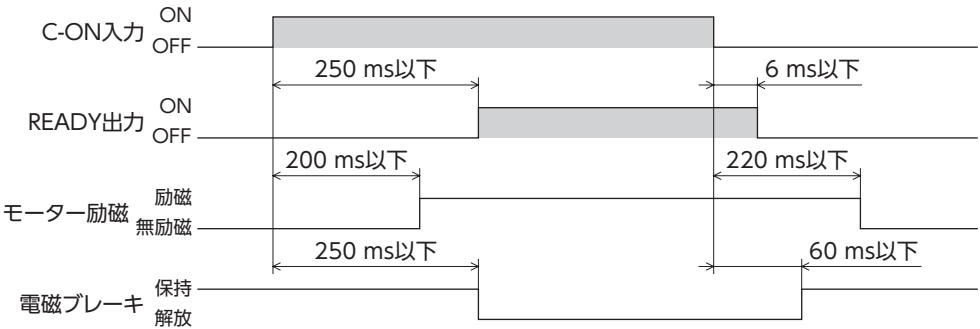 C-ON入力 ON
OFF
250 ms以下 6 ms以下
READY出力 ON
OFF
200 ms以下 220 ms以下
モーター励磁 励磁
無励磁
250 ms以下 60 ms以下
電磁ブレーキ 保持
解放